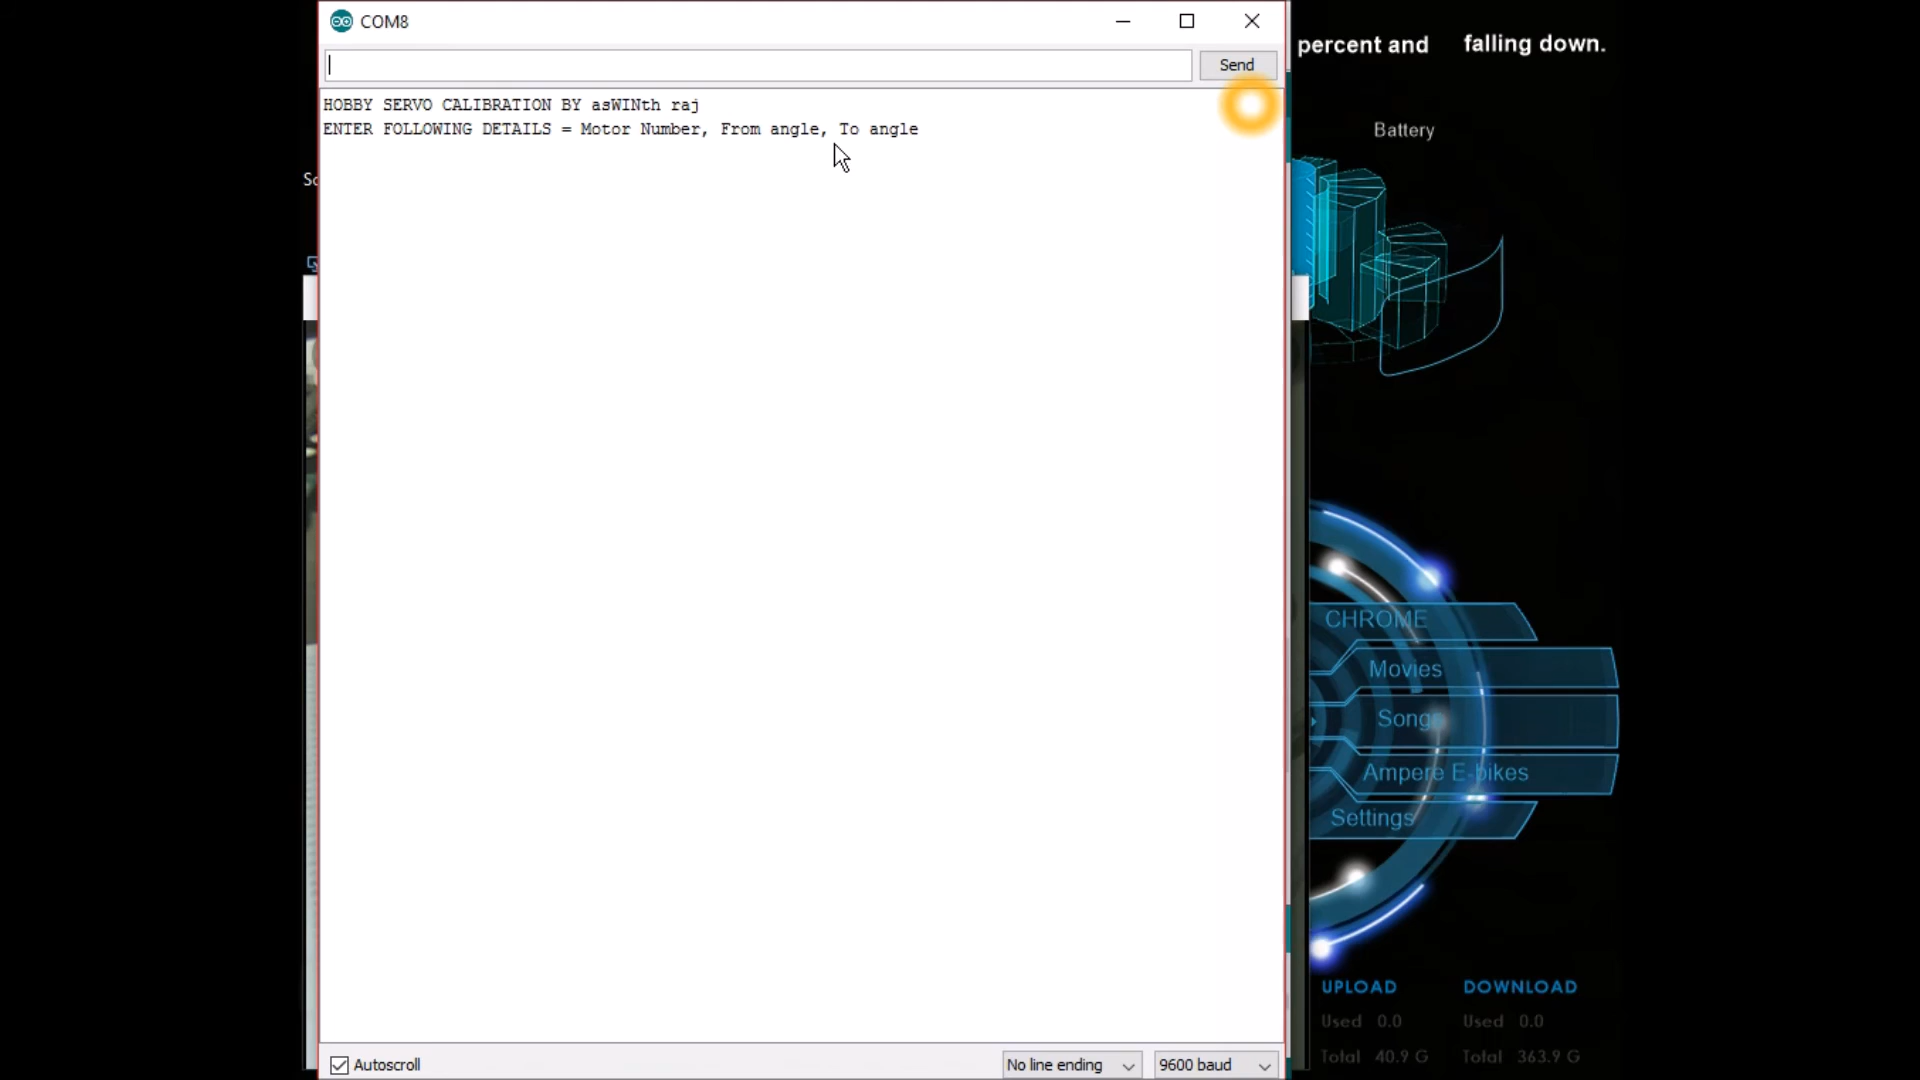 COM8
Send
HOBBY SERVO CALIBRATION BY asWINth raj
ENTER FOLLOWING DETAILS = Motor Number, From angle, To angle
Autoscroll
No line ending
9600 baud
percent and falling down.
Battery
CHROME
Movies
Songs
Ampere E-bikes
Settings
UPLOAD DOWNLOAD
Used 0.0 Used 0.0
Total 40.9 G Total 363.9 G